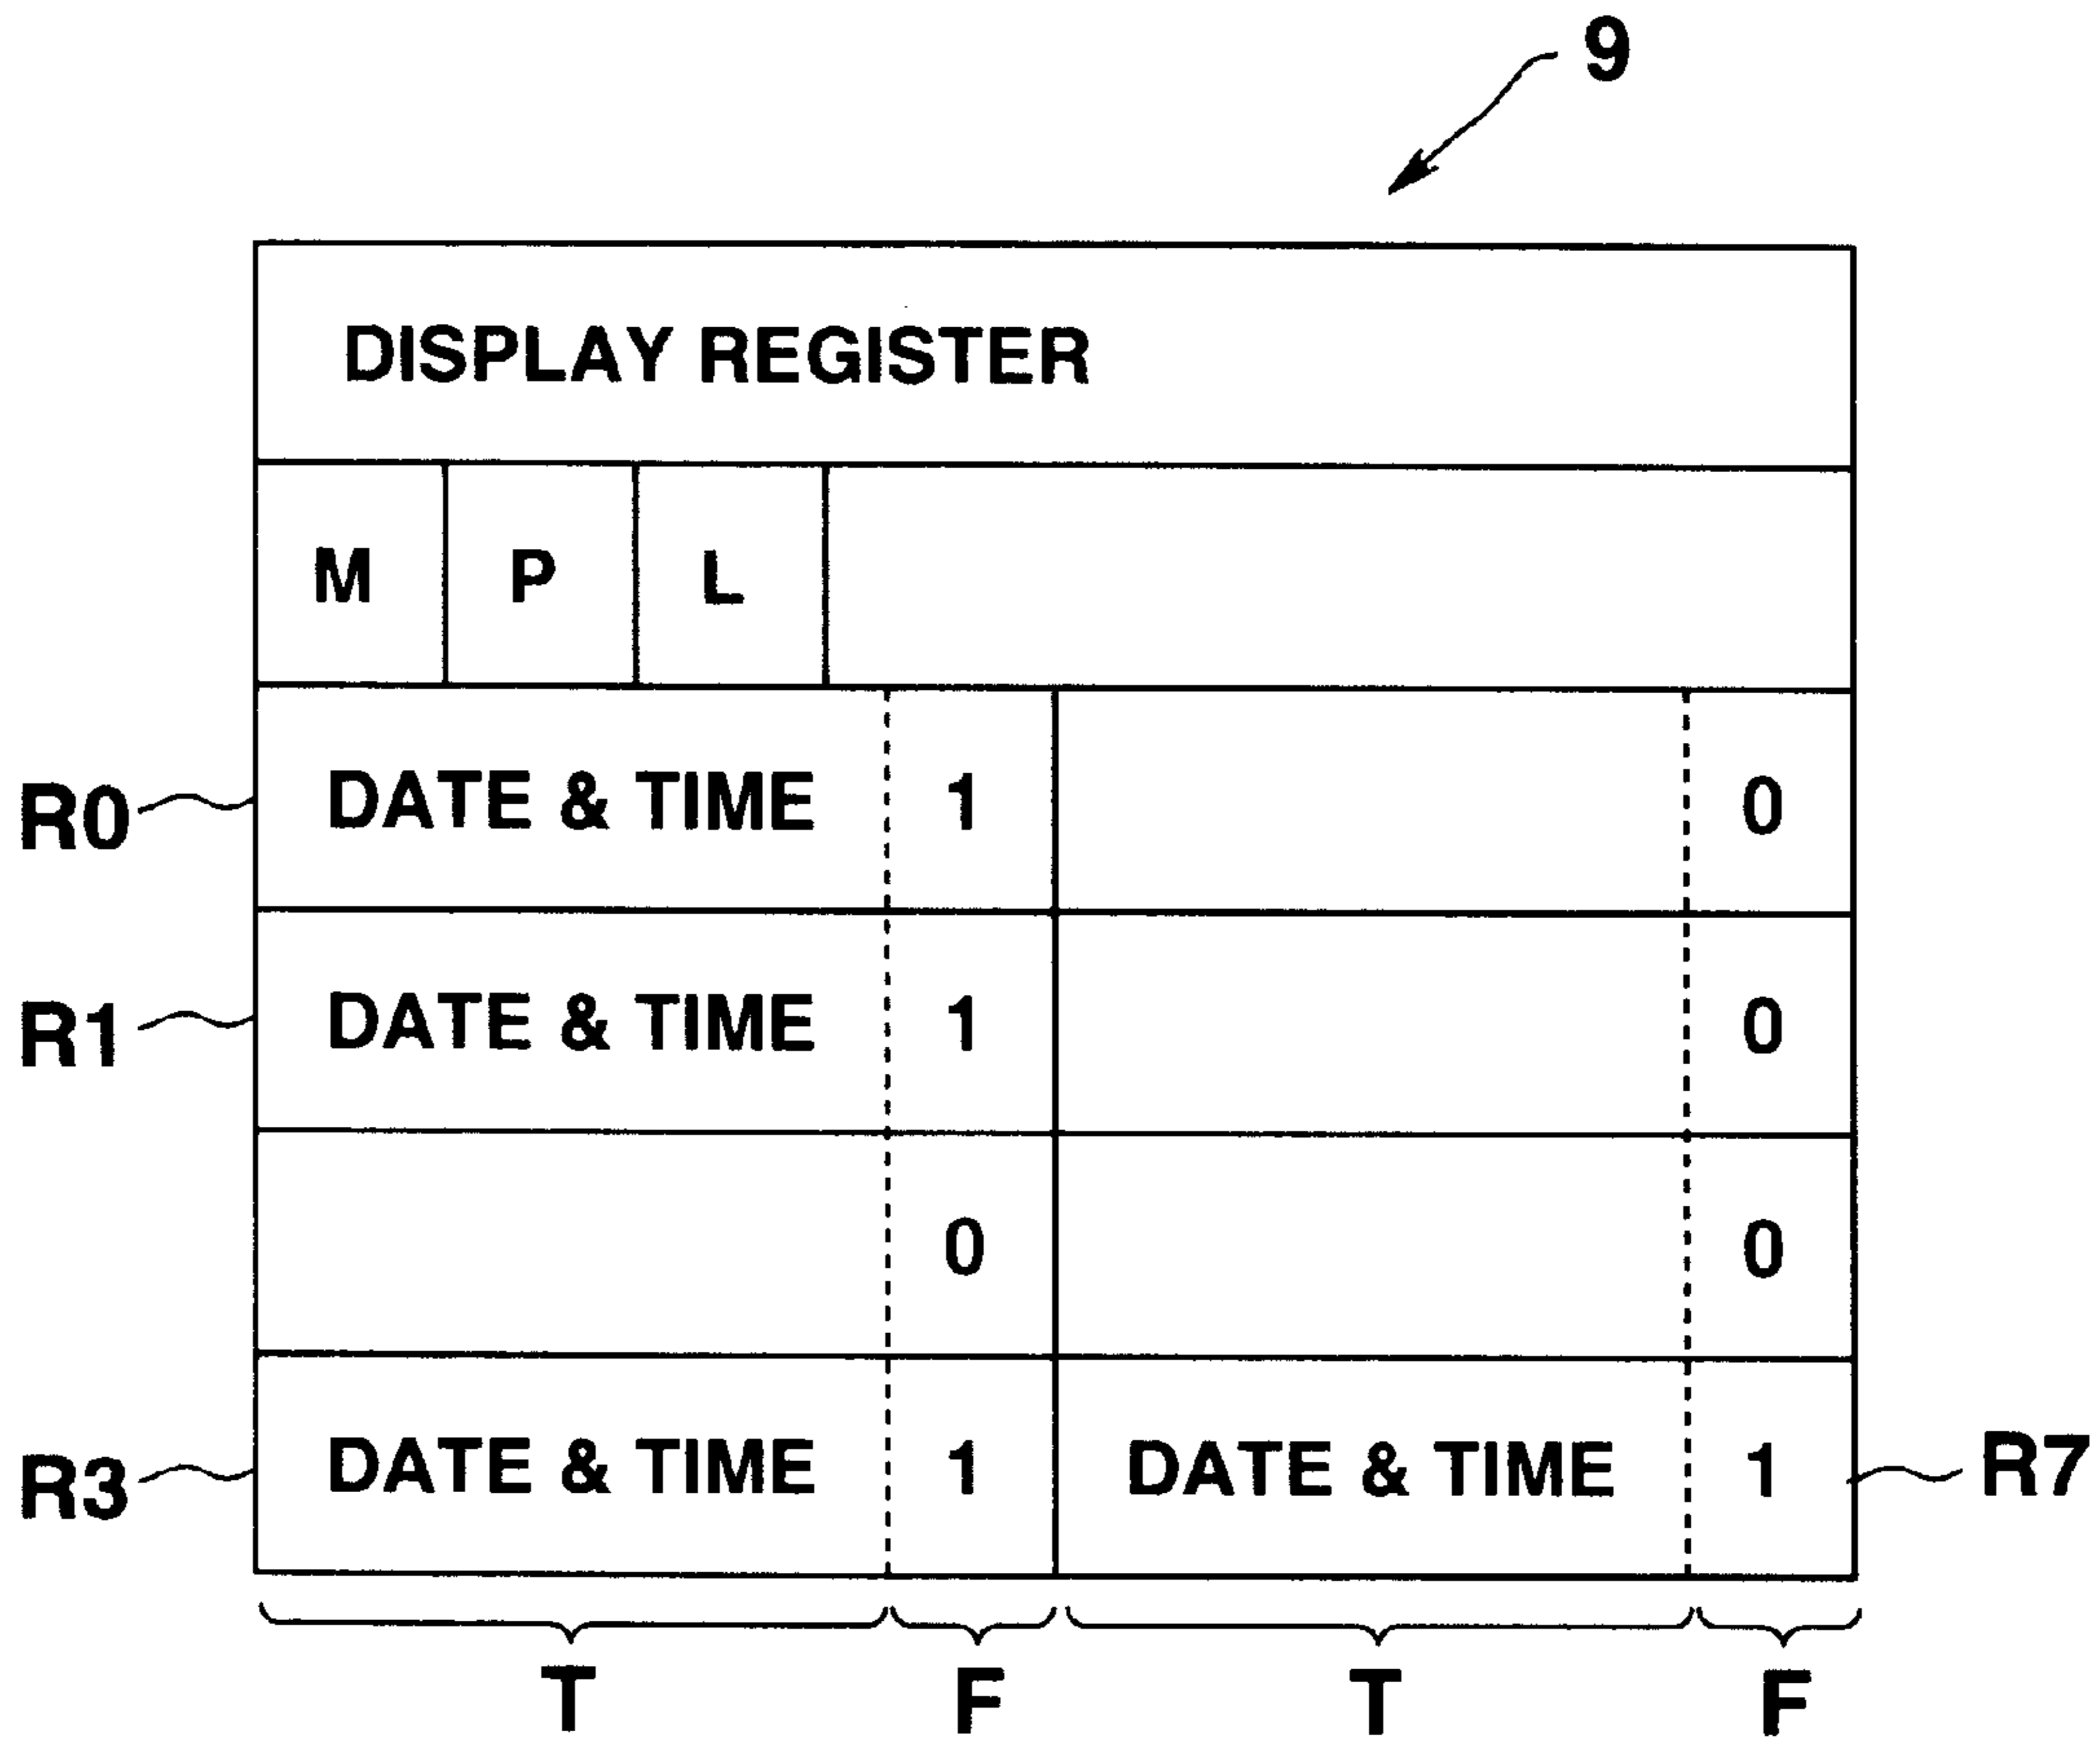 9
DISPLAY REGISTER
M P L
R0 DATE & TIME 1 0
R1 DATE & TIME 1 0
0 0
R3 DATE & TIME 1 DATE & TIME 1 R7
T F T F